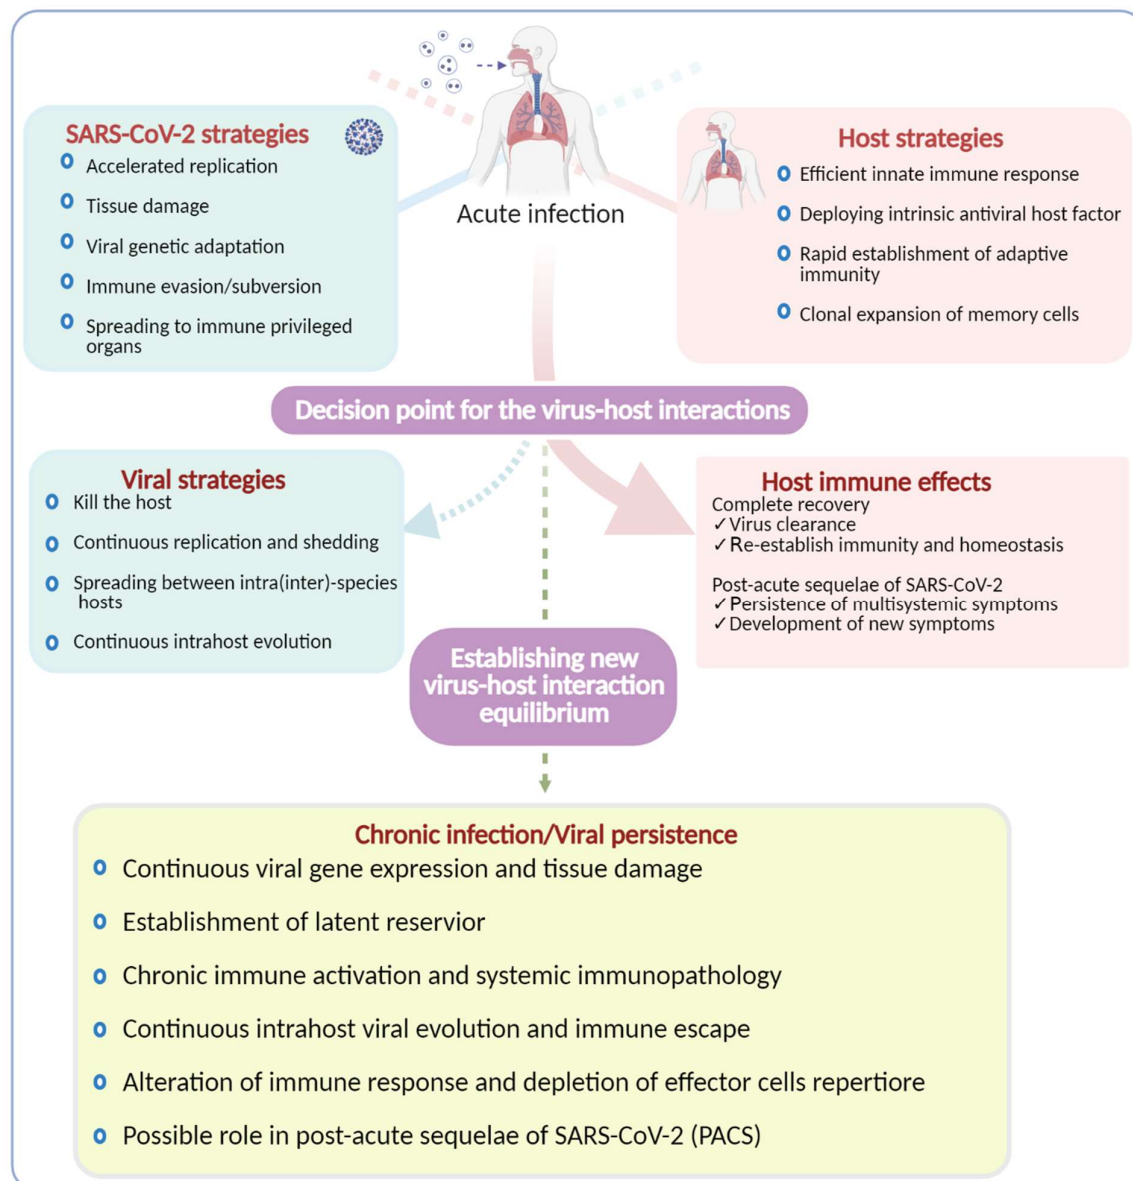 SARS-CoV-2 strategies
Accelerated replication
Tissue damage
Viral genetic adaptation
Immune evasion/subversion
Spreading to immune privileged
organs
Acute infection
Host strategies
Efficient innate immune response
Deploying intrinsic antiviral host factor
Rapid establishment of adaptive
immunity
Clonal expansion of memory cells
Decision point for the virus-host interactions
Viral strategies
Kill the host
Continuous replication and shedding
Spreading between intra(inter)-species
hosts
Continuous intrahost evolution
Host immune effects
Complete recovery
✓Virus clearance
✓Re-establish immunity and homeostasis
Post-acute sequelae of SARS-CoV-2
✓Persistence of multisystemic symptoms
✓Development of new symptoms
Establishing new
virus-host interaction
equilibrium
Chronic infection/Viral persistence
Continuous viral gene expression and tissue damage
Establishment of latent reservior
Chronic immune activation and systemic immunopathology
Continuous intrahost viral evolution and immune escape
Alteration of immune response and depletion of effector cells repertiore
Possible role in post-acute sequelae of SARS-CoV-2 (PACS)